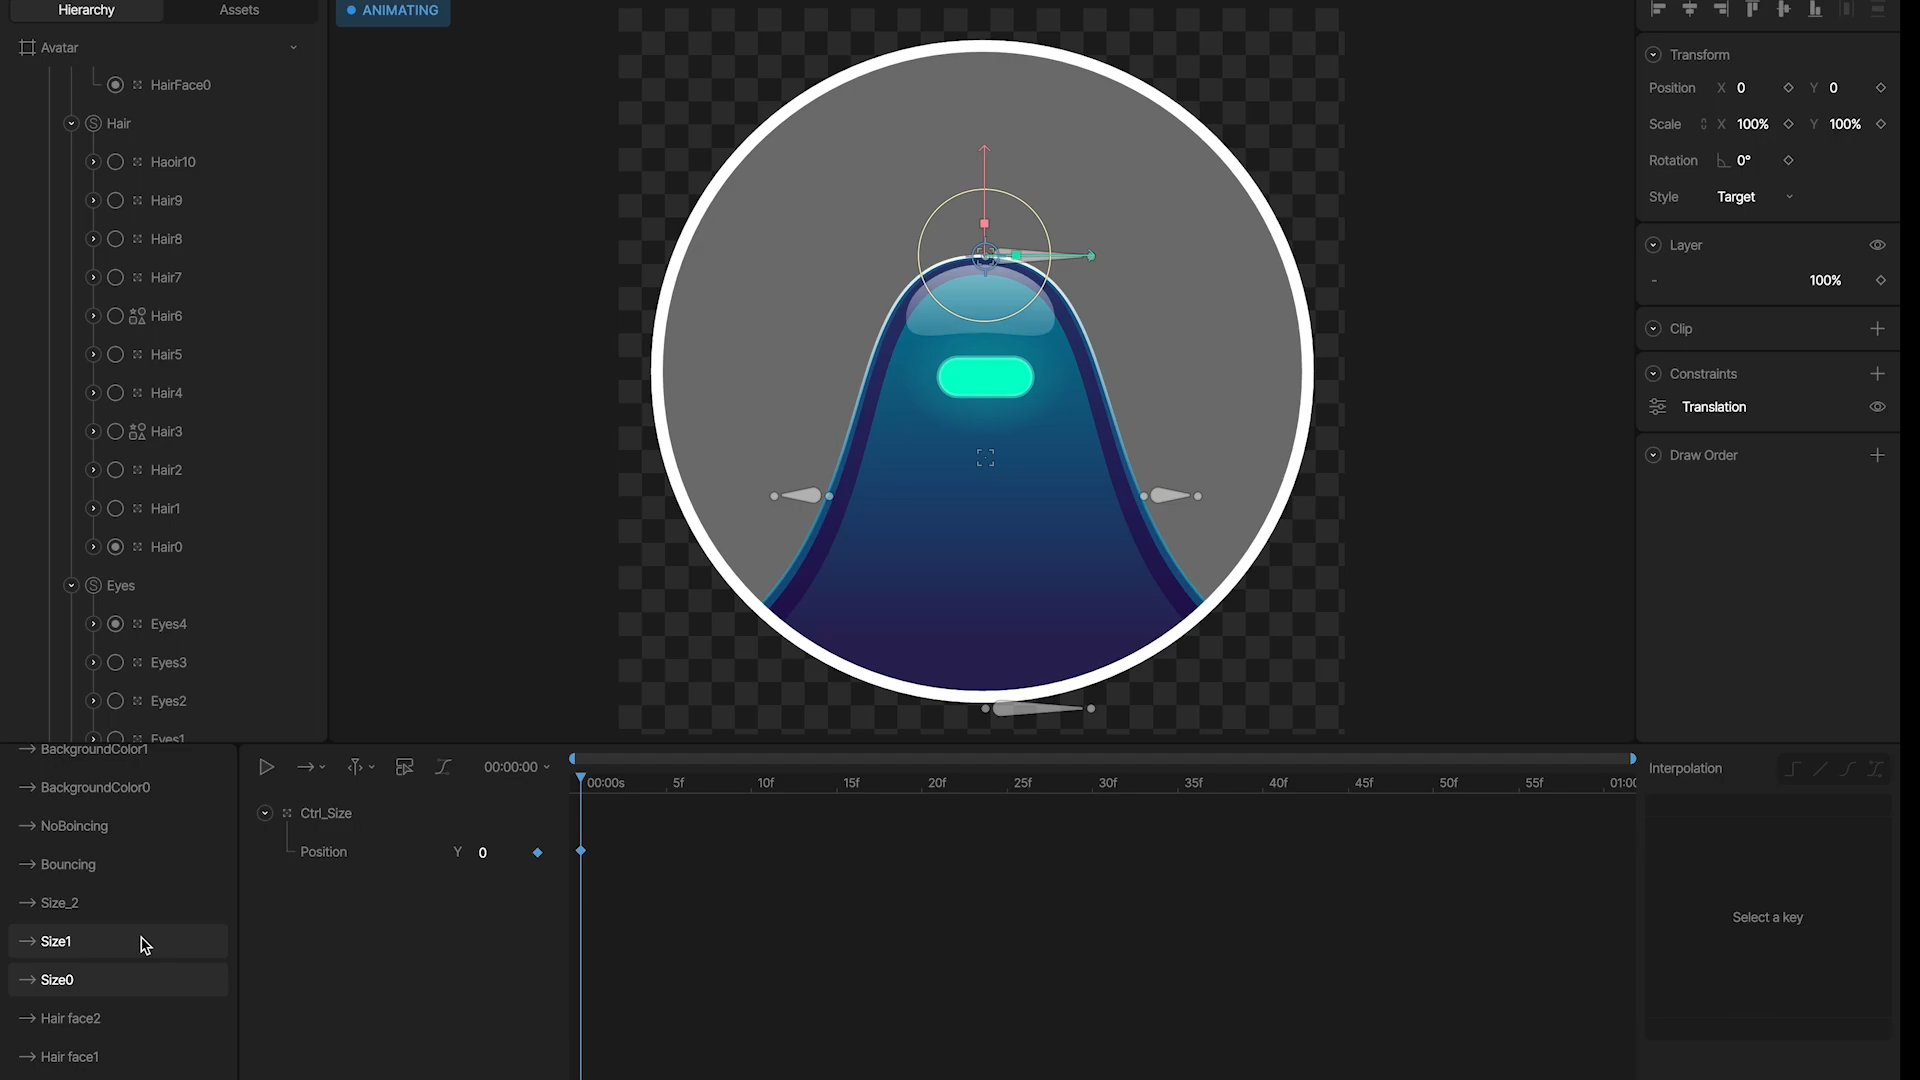 Hierarchy
Assets
ANIMATING
Avatar
HairFace0
Hair
Haoir10
Hair9
Hair8
Hair7
Hair6
Hair5
Hair4
Hair3
Hair2
Hair1
Hair0
Eyes
Eyes4
Eyes3
Eyes2
Eyes1
Transform
Position X 0 Y 0
Scale X 100% Y 100%
Rotation 0°
Style Target
Layer
- 100%
Clip
Constraints
Translation
Draw Order
BackgroundColor1
BackgroundColor0
NoBoincing
Bouncing
Size_2
Size1
Size0
Hair face2
Hair face1
00:00:00
00:00s 5f 10f 15f 20f 25f 30f 35f 40f 45f 50f 55f 01:00
Ctrl_Size
Position Y 0
Interpolation
Select a key